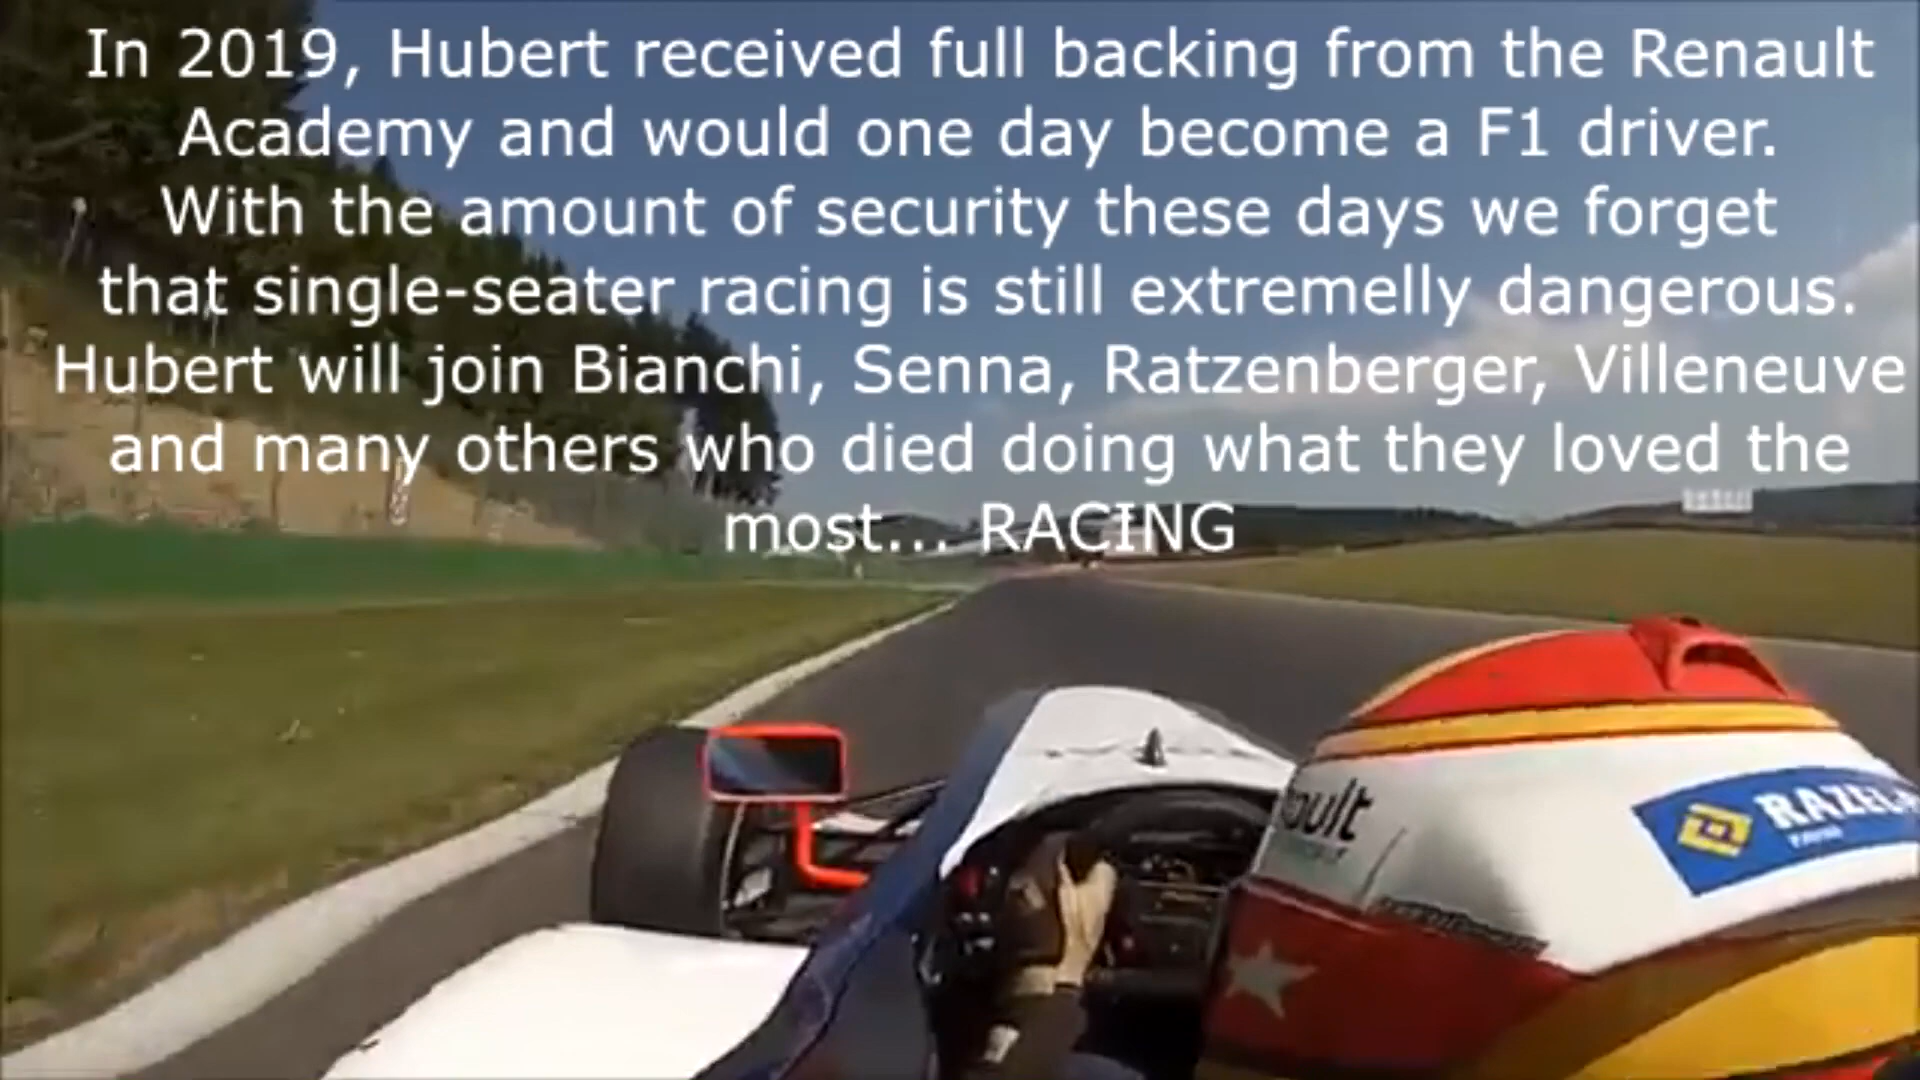 In 2019, Hubert received full backing from the Renault
Academy and would one day become a F1 driver.
With the amount of security these days we forget
that single-seater racing is still extremelly dangerous.
Hubert will join Bianchi, Senna, Ratzenberger, Villeneuve
and many others who died doing what they loved the
most... RACING